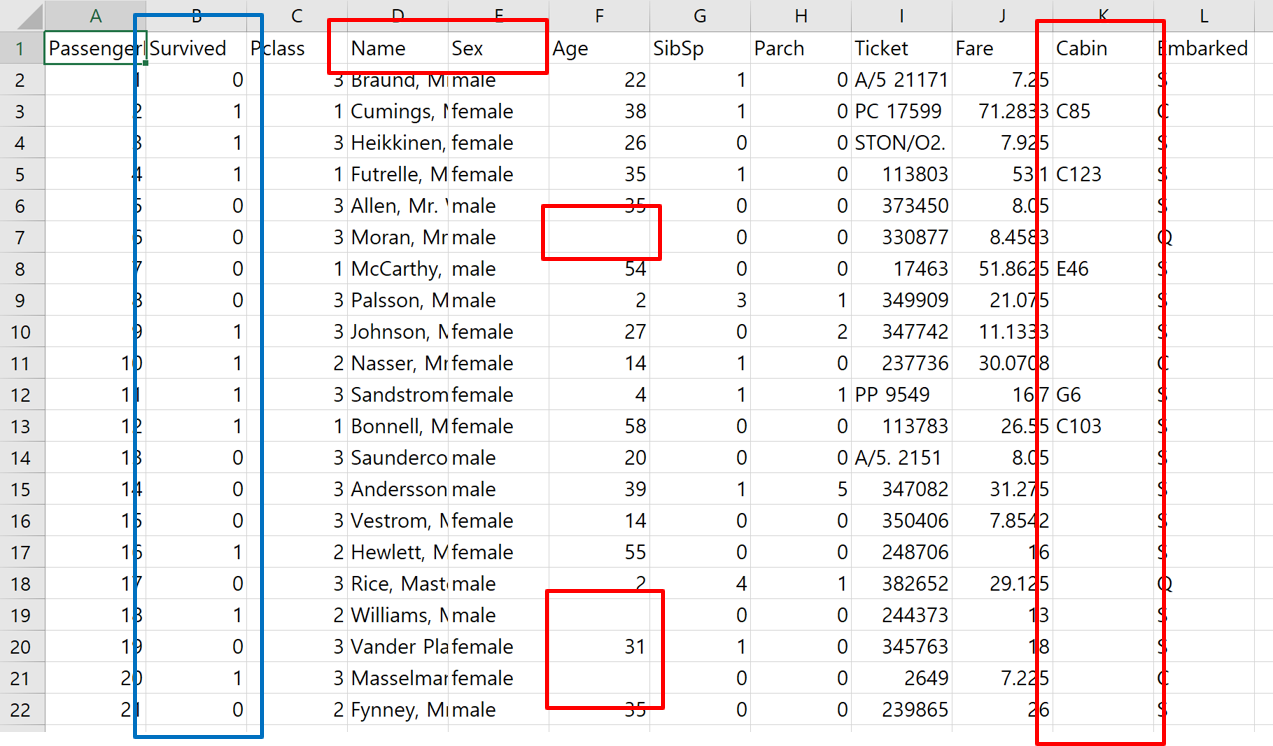 A B C D E F G H I J K L
1 Passenger Survived Pclass Name Sex Age SibSp Parch Ticket Fare Cabin Embarked
2 1 0 3 Braund, M male 22 1 0 A/5 21171 7.25 S
3 2 1 1 Cumings, M female 38 1 0 PC 17599 71.2833 C85 C
4 3 1 3 Heikkinen, female 26 0 0 STON/O2. 7.925 S
5 4 1 1 Futrelle, M female 35 1 0 113803 53.1 C123 S
6 5 0 3 Allen, Mr. male 35 0 0 373450 8.05 S
7 6 0 3 Moran, Mr male 0 0 330877 8.4583 Q
8 7 0 1 McCarthy, male 54 0 0 17463 51.8625 E46 S
9 8 0 3 Palsson, M male 2 3 1 349909 21.075 S
10 9 1 3 Johnson, M female 27 0 2 347742 11.1333 S
11 10 1 2 Nasser, Mr female 14 1 0 237736 30.0708 C
12 11 1 3 Sandstrom female 4 1 1 PP 9549 16.7 G6 S
13 12 1 1 Bonnell, M female 58 0 0 113783 26.55 C103 S
14 13 0 3 Saunderco male 20 0 0 A/5. 2151 8.05 S
15 14 0 3 Andersson male 39 1 5 347082 31.275 S
16 15 0 3 Vestrom, M female 14 0 0 350406 7.8542 S
17 16 1 2 Hewlett, M female 55 0 0 248706 16 S
18 17 0 3 Rice, Mast male 2 4 1 382652 29.125 Q
19 18 1 2 Williams, M male 0 0 244373 13 S
20 19 0 3 Vander Pla female 31 1 0 345763 18 S
21 20 1 3 Masselmar female 0 0 2649 7.225 C
22 21 0 2 Fynney, Mr male 35 0 0 239865 26 S